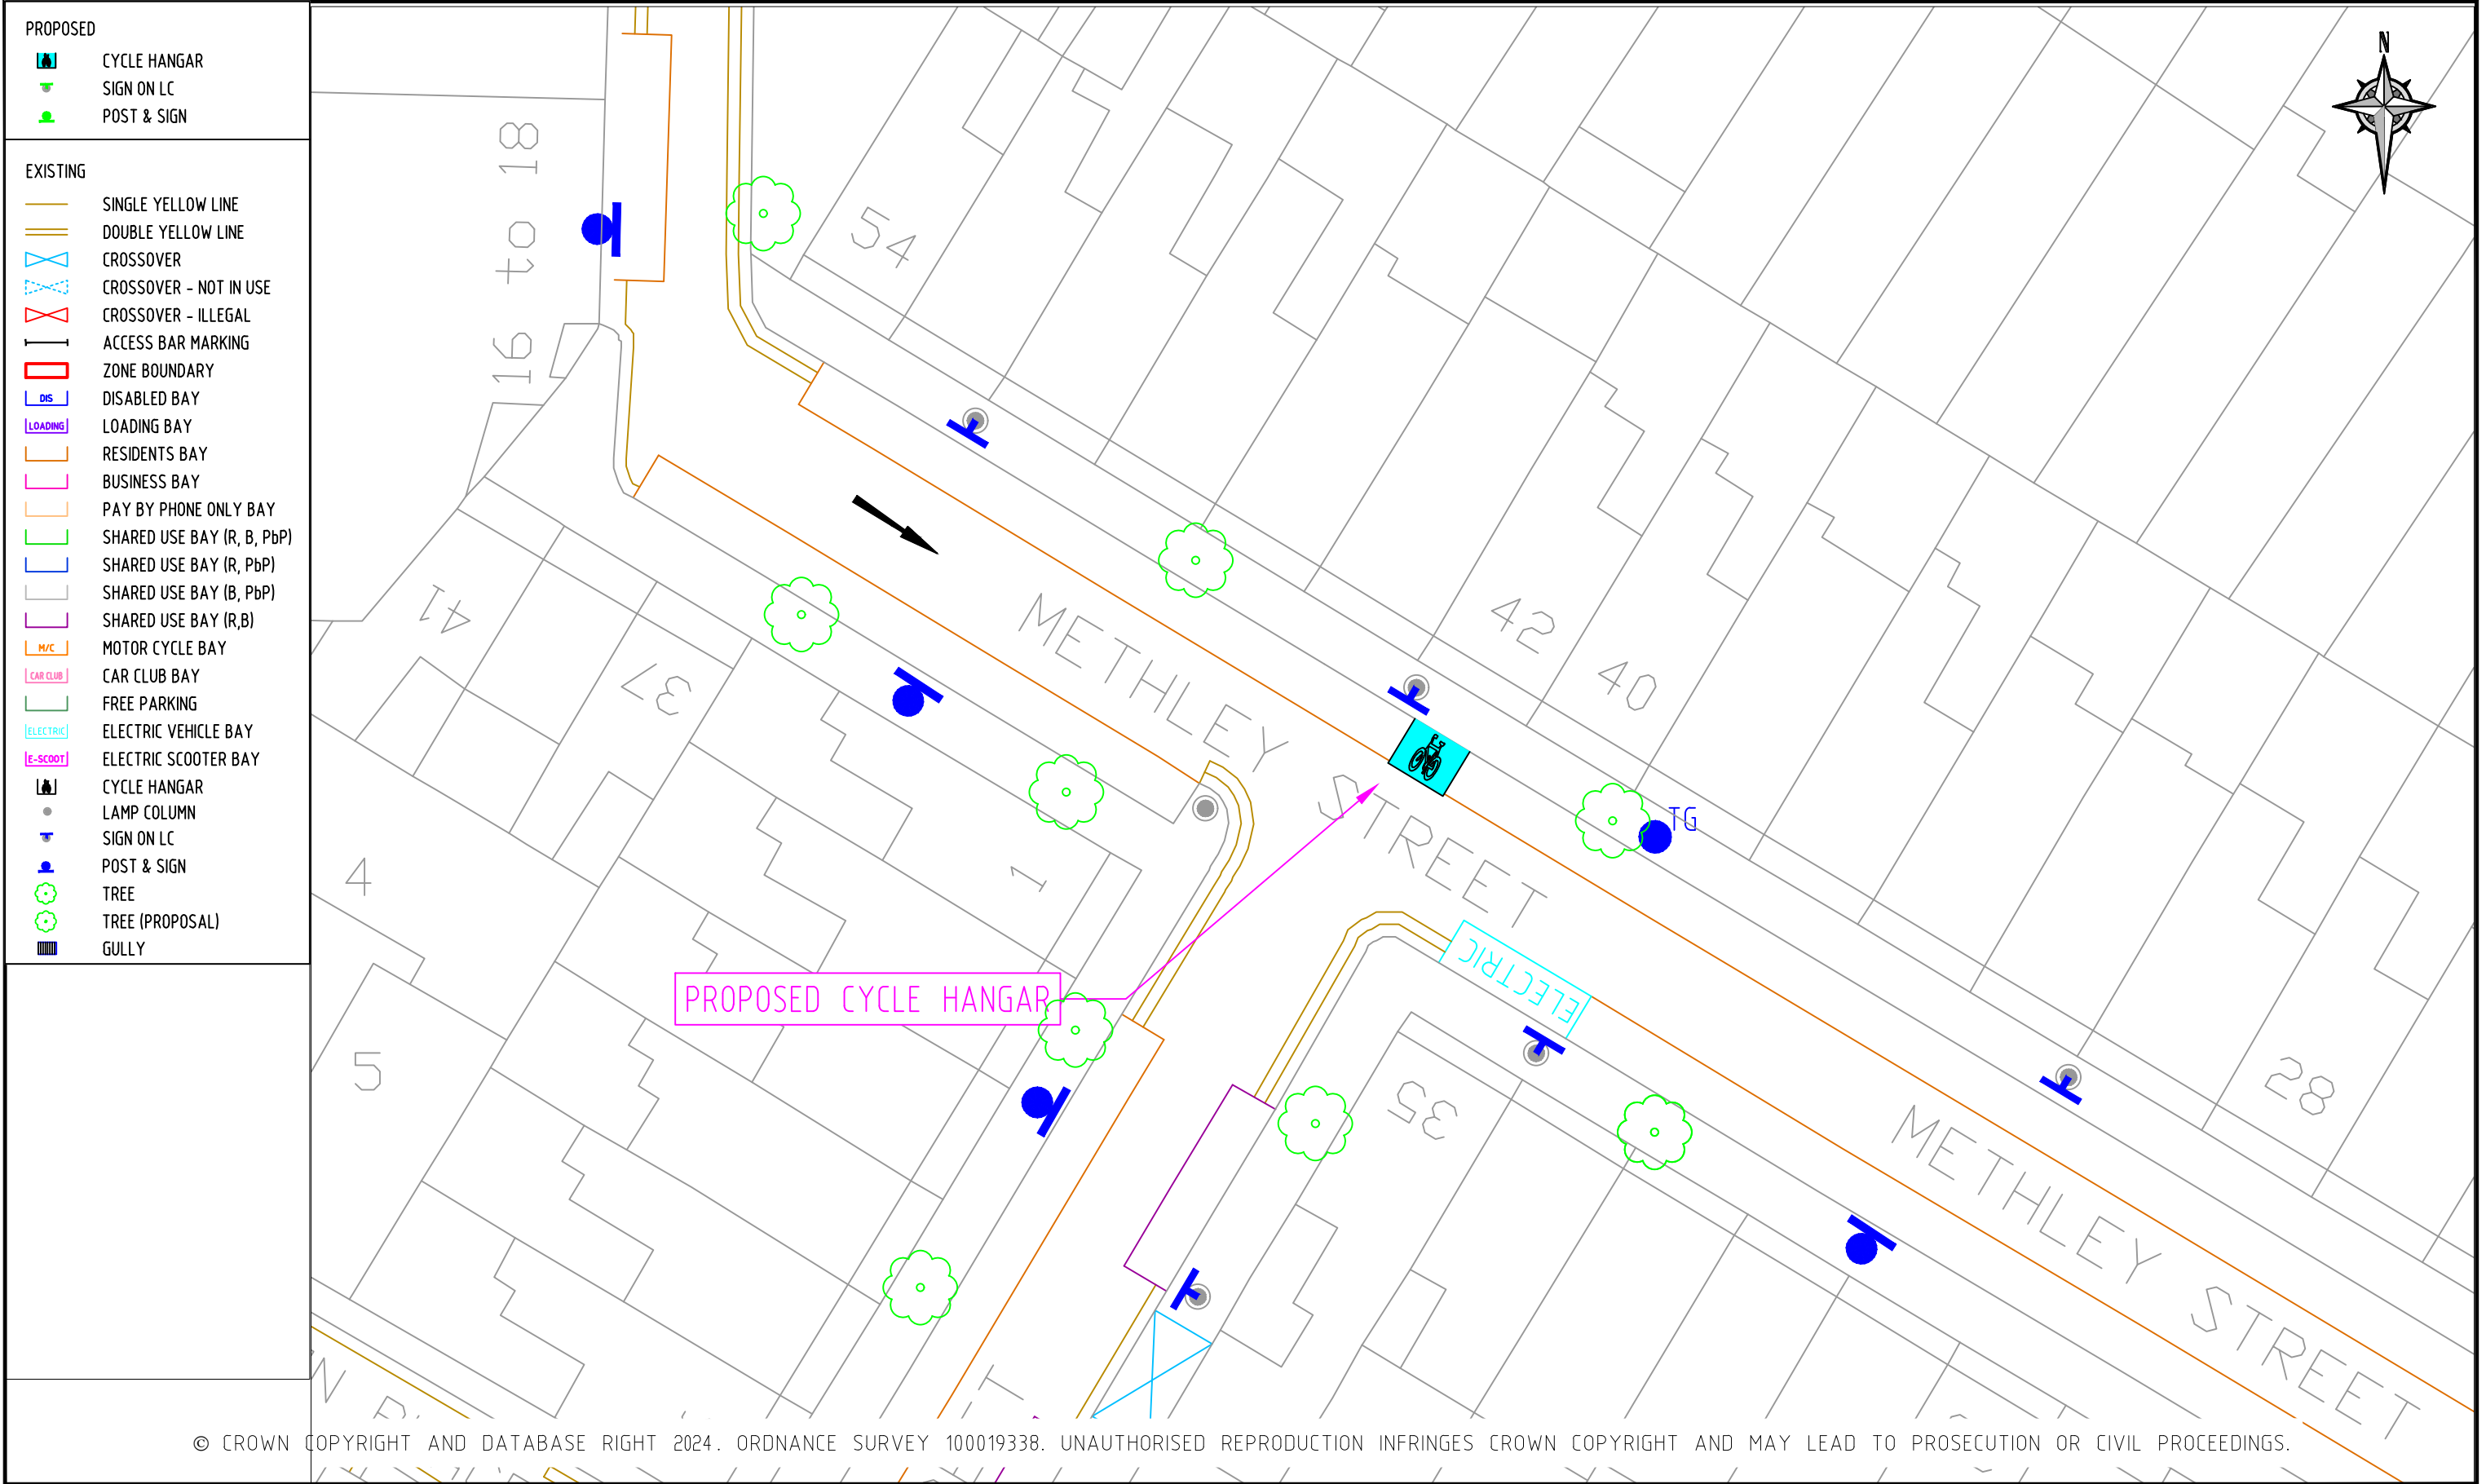 PROPOSED
CYCLE HANGAR
SIGN ON LC
POST & SIGN
EXISTING
SINGLE YELLOW LINE
DOUBLE YELLOW LINE
CROSSOVER
CROSSOVER - NOT IN USE
CROSSOVER - ILLEGAL
ACCESS BAR MARKING
ZONE BOUNDARY
DIS DISABLED BAY
LOADING LOADING BAY
RESIDENTS BAY
BUSINESS BAY
PAY BY PHONE ONLY BAY
SHARED USE BAY (R, B, PbP)
SHARED USE BAY (R, PbP)
SHARED USE BAY (B, PbP)
SHARED USE BAY (R,B)
M/C MOTOR CYCLE BAY
CAR CLUB CAR CLUB BAY
FREE PARKING
ELECTRIC ELECTRIC VEHICLE BAY
E-SCOOT ELECTRIC SCOOTER BAY
CYCLE HANGAR
LAMP COLUMN
SIGN ON LC
POST & SIGN
TREE
TREE (PROPOSAL)
GULLY
N
16 to 18
54
41
37
42
40
METHLEY STREET
TG
1
4
5
ELECTRIC
PROPOSED CYCLE HANGAR
35
28
METHLEY STREET
© CROWN COPYRIGHT AND DATABASE RIGHT 2024. ORDNANCE SURVEY 100019338. UNAUTHORISED REPRODUCTION INFRINGES CROWN COPYRIGHT AND MAY LEAD TO PROSECUTION OR CIVIL PROCEEDINGS.